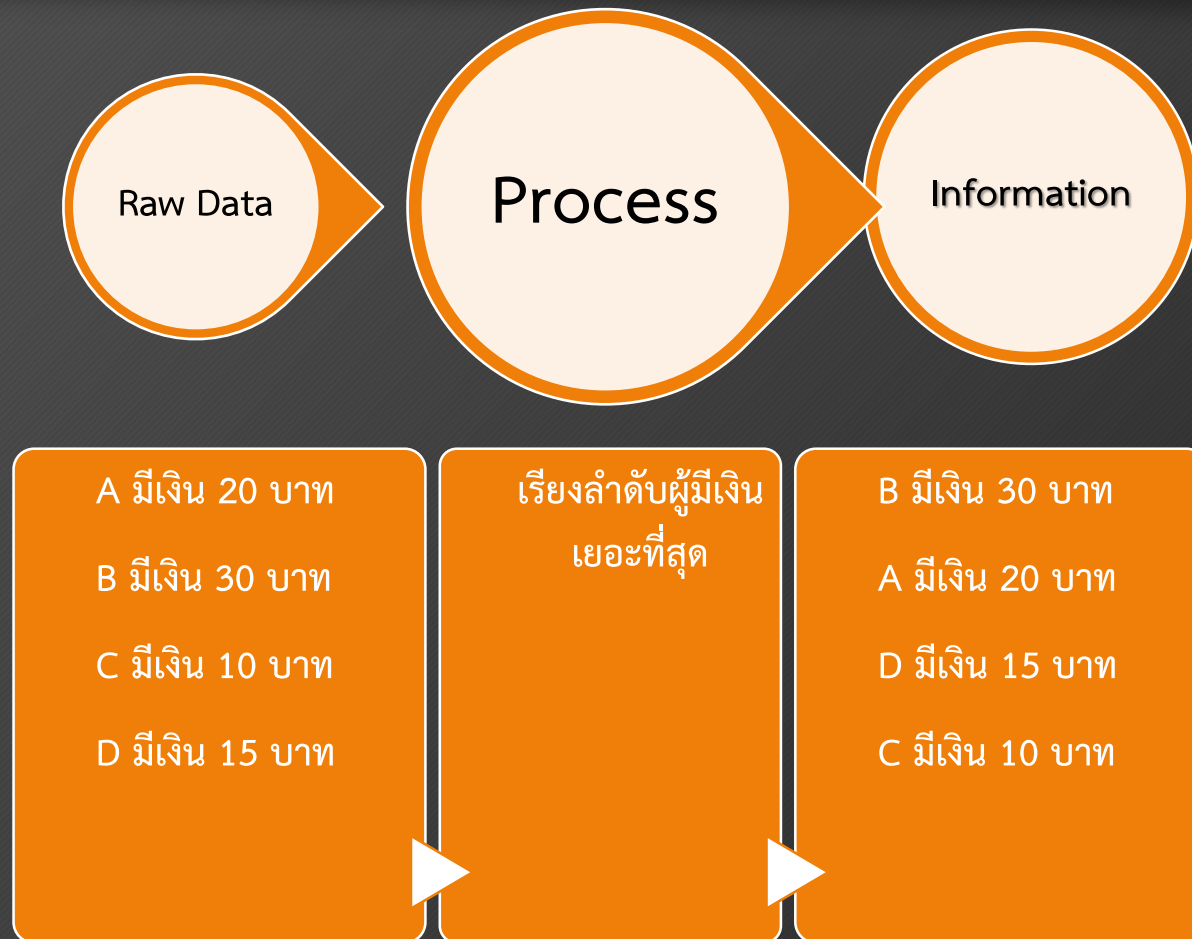 Raw Data
Process
Information
A มีเงิน 20 บาท
B มีเงิน 30 บาท
C มีเงิน 10 บาท
D มีเงิน 15 บาท
เรียงลำดับผู้มีเงิน
เยอะที่สุด
B มีเงิน 30 บาท
A มีเงิน 20 บาท
D มีเงิน 15 บาท
C มีเงิน 10 บาท